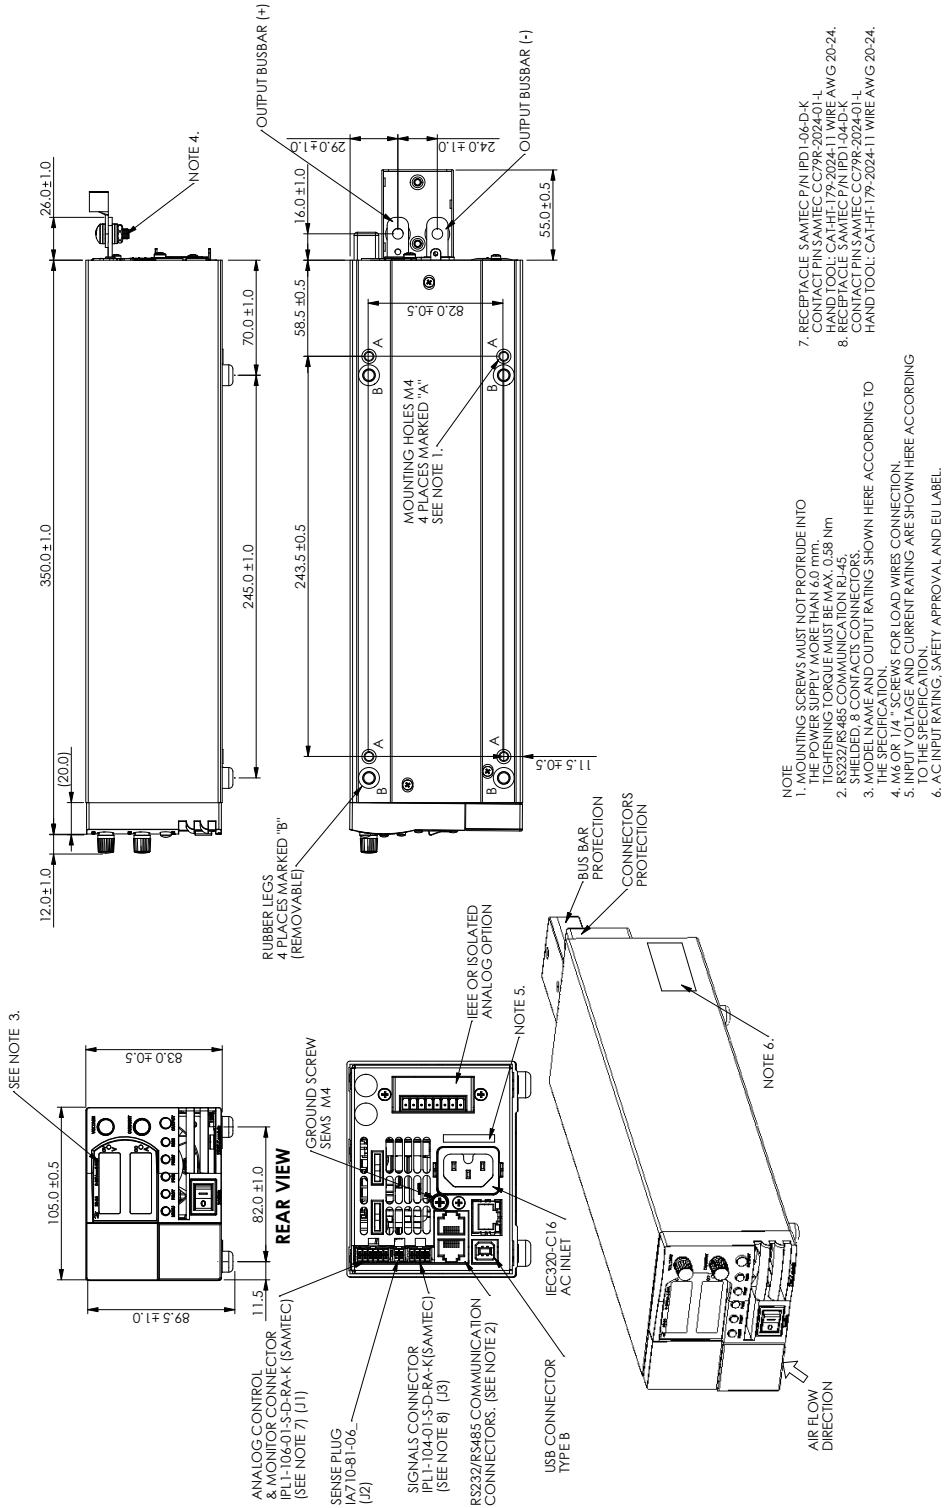 SEE NOTE 3.
105.0 ±0.5
83.0 ±0.5
89.5 ±1.0
11.5
82.0 ±1.0
12.0±1.0
350.0±1.0
26.0±1.0
(20.0)
245.0 ±1.0
70.0 ±1.0
NOTE 4.
REAR VIEW
ANALOG CONTROL
& MONITOR CONNECTOR
IPL1-106-01-S-D-RA-K (SAMTEC)
(SEE NOTE 7) (J1)
SENSE PLUG
IA710-81-06_
(J2)
SIGNALS CONNECTOR
IPL1-104-01-S-D-RA-K(SAMTEC)
(SEE NOTE 8) (J3)
RS232/RS485 COMMUNICATION
CONNECTORS. (SEE NOTE 2)
USB CONNECTOR
TYPE B
IEC320-C16
AC INLET
GROUND SCREW
SEMS M4
IEEE OR ISOLATED
ANALOG OPTION
NOTE 5.
RUBBER LEGS
4 PLACES MARKED "B"
(REMOVABLE)
243.5 ±0.5
58.5 ±0.5
16.0±1.0
29.0±1.0
24.0±1.0
55.0±0.5
82.0 ±0.5
11.5 ±0.5
A
B
A
B
A
B
A
B
MOUNTING HOLES M4
4 PLACES MARKED "A"
SEE NOTE 1.
OUTPUT BUSBAR (+)
OUTPUT BUSBAR (-)
AIR FLOW
DIRECTION
NOTE 6.
BUS BAR
PROTECTION
CONNECTORS
PROTECTION
NOTE
1. MOUNTING SCREWS MUST NOT PROTRUDE INTO
THE POWER SUPPLY MORE THAN 6.0 mm.
TIGHTENING TORQUE MUST BE MAX. 0.58 Nm
2. RS232/RS485 COMMUNICATION RJ-45,
SHIELDED, 8 CONTACTS CONNECTORS.
3. MODEL NAME AND OUTPUT RATING SHOWN HERE ACCORDING TO
THE SPECIFICATION.
4. M6 OR 1/4 " SCREWS FOR LOAD WIRES CONNECTION.
5. INPUT VOLTAGE AND CURRENT RATING ARE SHOWN HERE ACCORDING
TO THE SPECIFICATION.
6. AC INPUT RATING, SAFETY APPROVAL AND EU LABEL.
7. RECEPTACLE SAMTEC P/N IPD1-06-D-K
CONTACT PIN SAMTEC CC79R-2024-01-L
HAND TOOL: CAT-HT-179-2024-11 WIRE AWG 20-24.
8. RECEPTACLE SAMTEC P/N IPD1-04-D-K
CONTACT PIN SAMTEC CC79R-2024-01-L
HAND TOOL: CAT-HT-179-2024-11 WIRE AWG 20-24.